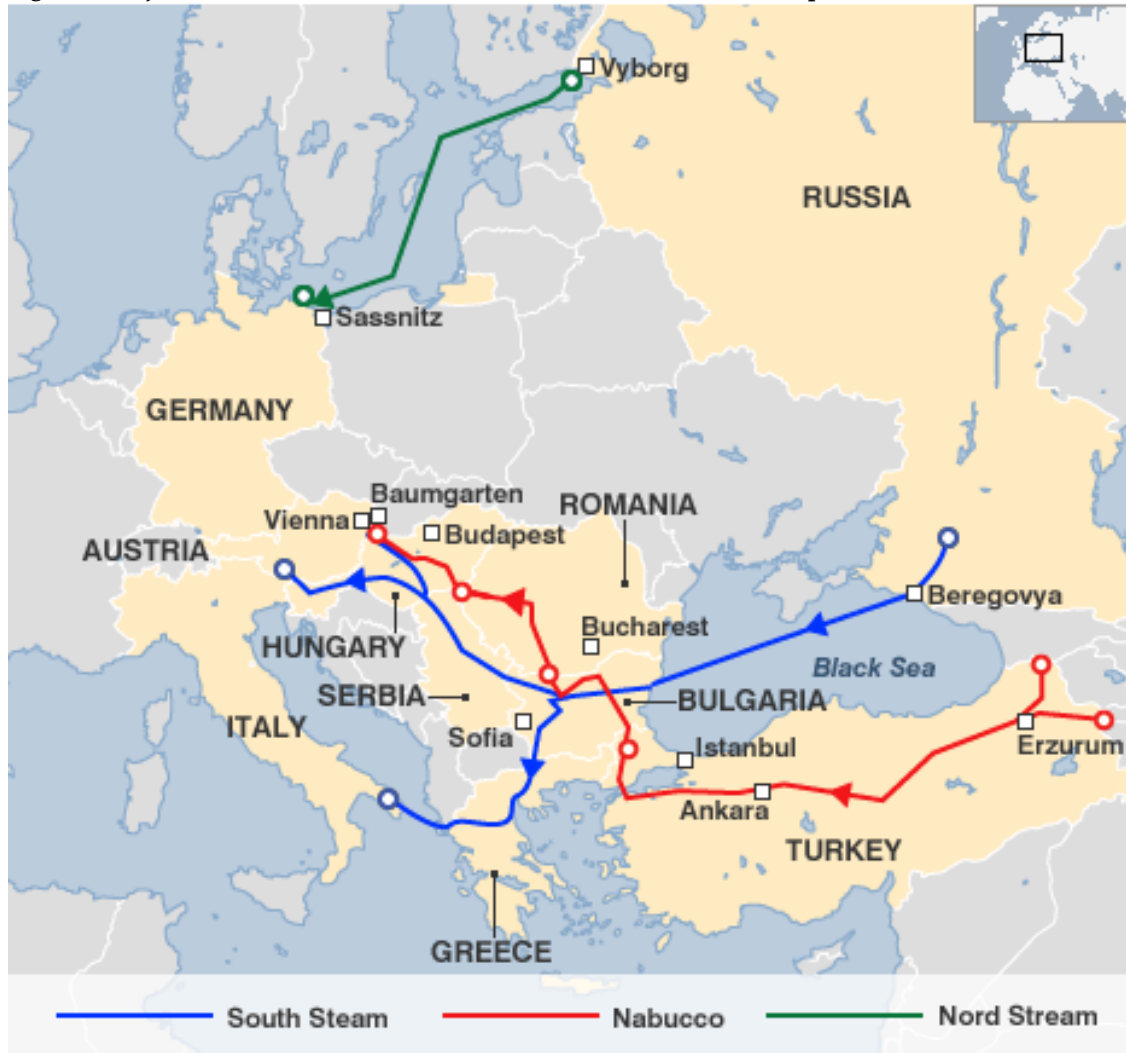 Vyborg
RUSSIA
Sassnitz
GERMANY
Baumgarten
Vienna
Budapest
ROMANIA
AUSTRIA
Beregovya
HUNGARY
Bucharest
Black Sea
SERBIA
BULGARIA
ITALY
Sofia
Istanbul
Erzurum
Ankara
TURKEY
GREECE
South Steam
Nabucco
Nord Stream